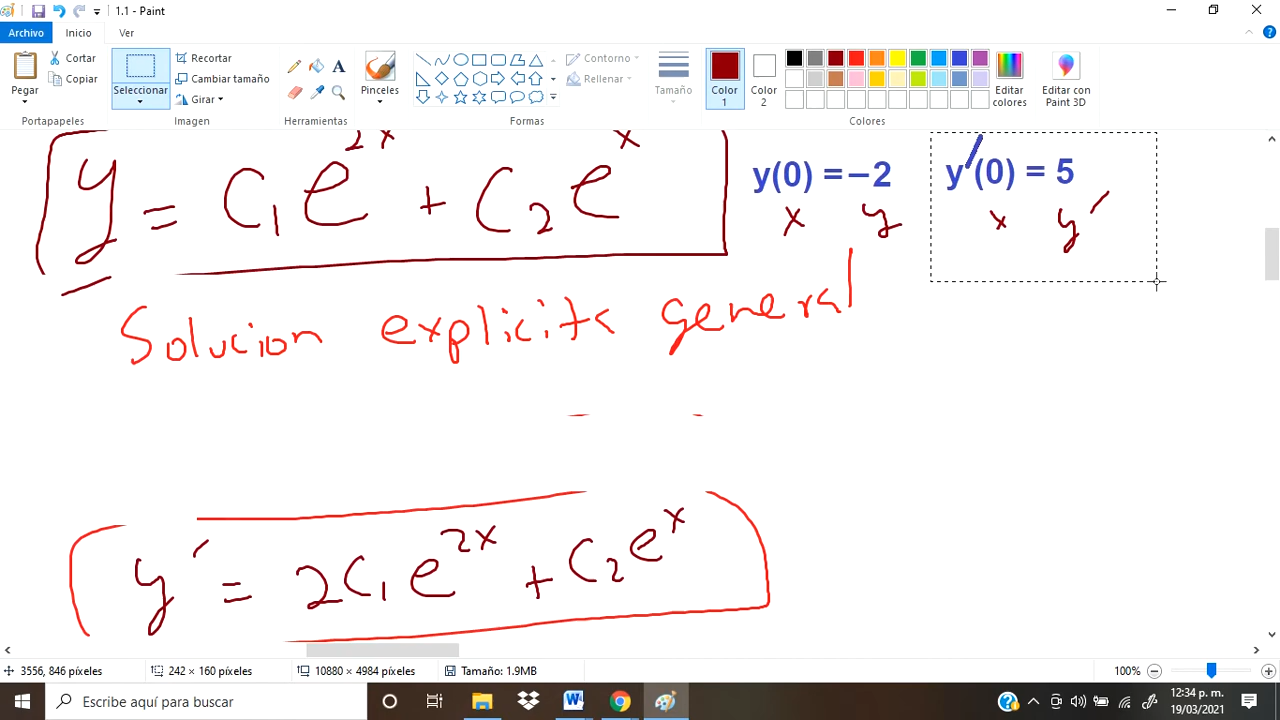 1.1 - Paint
Archivo Inicio Ver
Pegar
Cortar
Copiar
Portapapeles
Seleccionar
Recortar
Cambiar tamaño
Girar
Imagen
A
Herramientas
Pinceles
Contorno
Rellenar
Formas
Tamaño
Color 1
Color 2
Editar colores
Editar con Paint 3D
Colores
y = C₁e²ˣ + C₂eˣ
y(0) = −2
x y
y′(0) = 5
x y′
Solucion explicita general
y′ = 2C₁e²ˣ + C₂eˣ
3556, 846 píxeles 242 × 160 píxeles 10880 × 4984 píxeles Tamaño: 1.9MB 100%
Escribe aquí para buscar
12:34 p. m.
19/03/2021